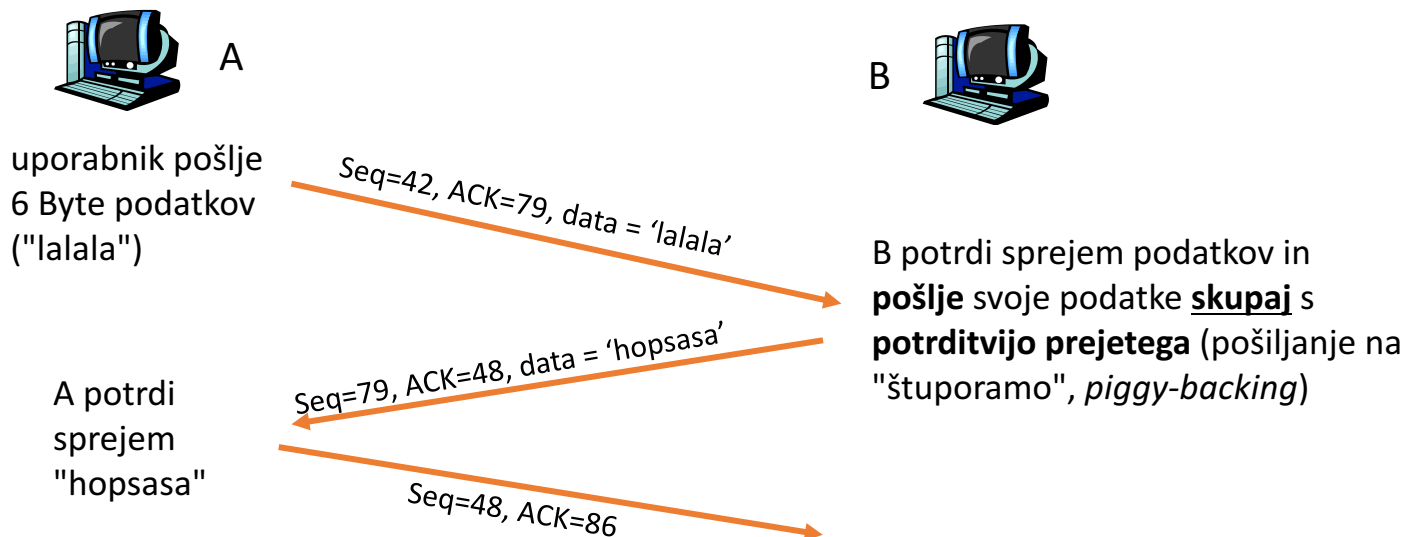 A
B
uporabnik pošlje
6 Byte podatkov
("lalala")
Seq=42, ACK=79, data = ‘lalala’
B potrdi sprejem podatkov in
pošlje svoje podatke skupaj s
potrditvijo prejetega (pošiljanje na
"štuporamo", piggy-backing)
Seq=79, ACK=48, data = ‘hopsasa’
A potrdi
sprejem
"hopsasa"
Seq=48, ACK=86